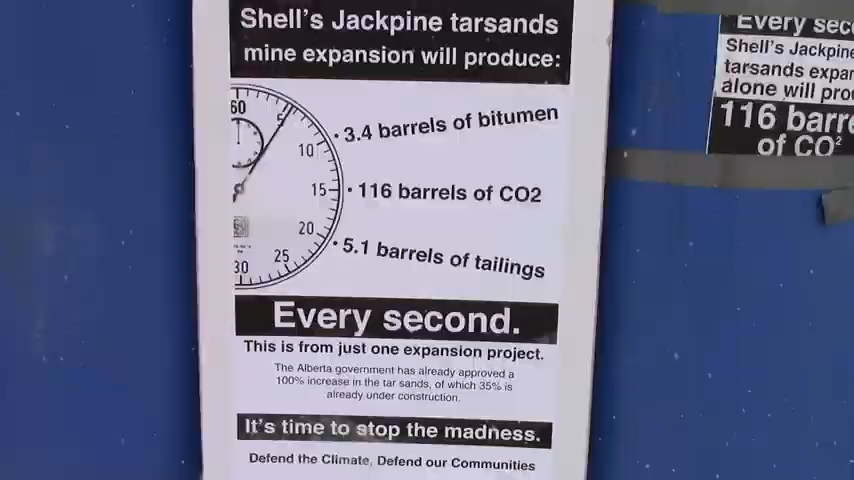 Shell's Jackpine tarsands
mine expansion will produce:
60
5
10
15
20
25
30
· 3.4 barrels of bitumen
· 116 barrels of CO2
· 5.1 barrels of tailings
Every second.
This is from just one expansion project.
The Alberta government has already approved a
100% increase in the tar sands, of which 35% is
already under construction.
It's time to stop the madness.
Defend the Climate, Defend our Communities
Every
Shell's Jackpine
tarsands
alone will
116
of CO²